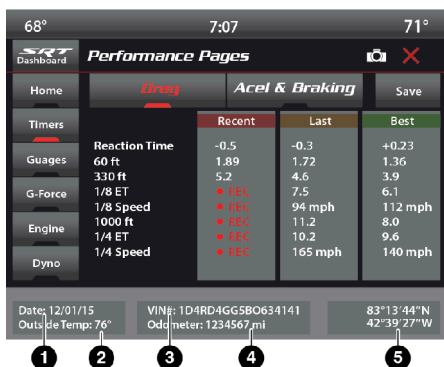 68° 7:07 71°
SRT Dashboard Performance Pages
Home Drag Acel & Braking Save
Timers Recent Last Best
Reaction Time -0.5 -0.3 +0.23
60 ft 1.89 1.72 1.36
Guages 330 ft 5.2 4.6 3.9
1/8 ET REC 7.5 6.1
G-Force 1/8 Speed REC 94 mph 112 mph
1000 ft REC 11.2 8.0
Engine 1/4 ET REC 10.2 9.6
1/4 Speed REC 165 mph 140 mph
Dyno
Date: 12/01/15 VIN#: 1D4RD4GG5BO634141 83°13'44"N
Outside Temp: 76° Odometer: 1234567 mi 42°39'27"W
1 2 3 4 5